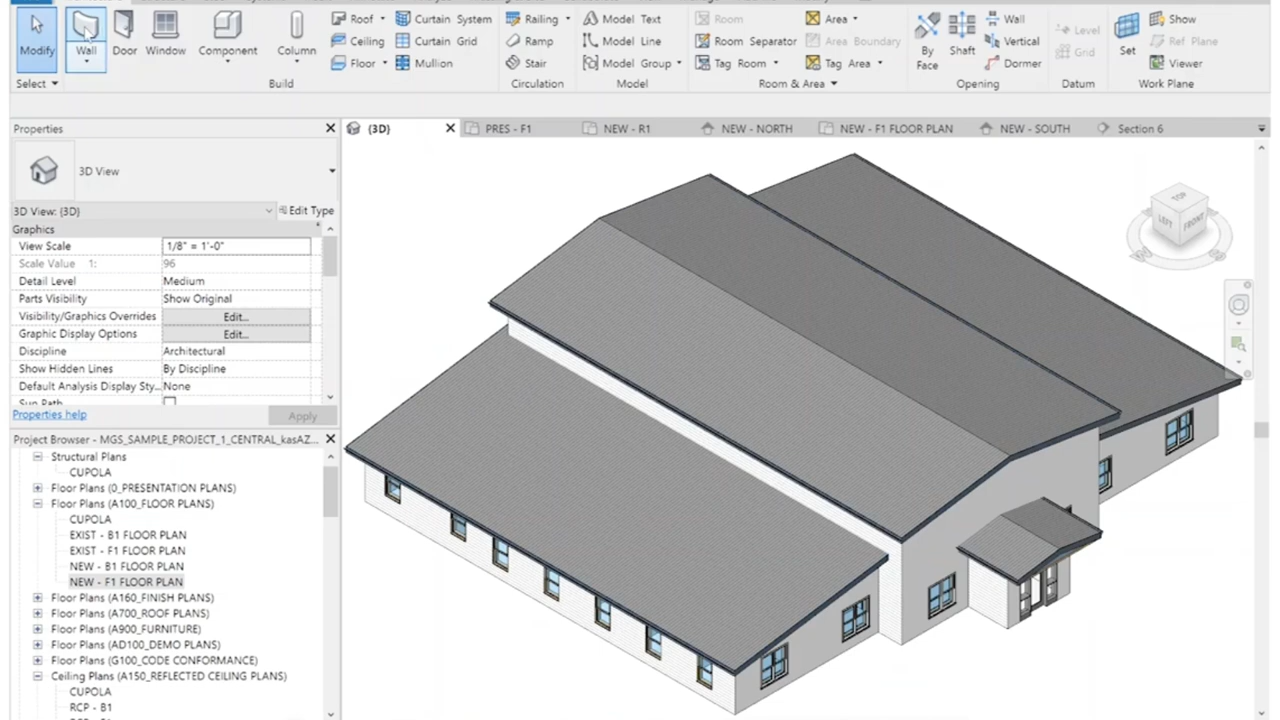 Modify
Wall
Door
Window
Component
Column
Roof
Ceiling
Floor
Curtain System
Curtain Grid
Mullion
Railing
Ramp
Stair
Model Text
Model Line
Model Group
Room
Room Separator
Tag Room
Area
Area Boundary
Tag Area
By
Face
Shaft
Wall
Vertical
Dormer
Level
Grid
Set
Show
Ref Plane
Viewer
Select
Build
Circulation
Model
Room & Area
Opening
Datum
Work Plane
Properties
3D View
3D View: {3D}
Edit Type
Graphics
View Scale 1/8" = 1'-0"
Scale Value 1: 96
Detail Level Medium
Parts Visibility Show Original
Visibility/Graphics Overrides Edit...
Graphic Display Options Edit...
Discipline Architectural
Show Hidden Lines By Discipline
Default Analysis Display Sty... None
Sun Path
Properties help
Apply
Project Browser - MGS_SAMPLE_PROJECT_1_CENTRAL_kasAZ...
Structural Plans
CUPOLA
Floor Plans (0_PRESENTATION PLANS)
Floor Plans (A100_FLOOR PLANS)
CUPOLA
EXIST - B1 FLOOR PLAN
EXIST - F1 FLOOR PLAN
NEW - B1 FLOOR PLAN
NEW - F1 FLOOR PLAN
Floor Plans (A160_FINISH PLANS)
Floor Plans (A700_ROOF PLANS)
Floor Plans (A900_FURNITURE)
Floor Plans (AD100_DEMO PLANS)
Floor Plans (G100_CODE CONFORMANCE)
Ceiling Plans (A150_REFLECTED CEILING PLANS)
CUPOLA
RCP - B1
{3D}
PRES - F1
NEW - R1
NEW - NORTH
NEW - F1 FLOOR PLAN
NEW - SOUTH
Section 6
TOP
LEFT
FRONT